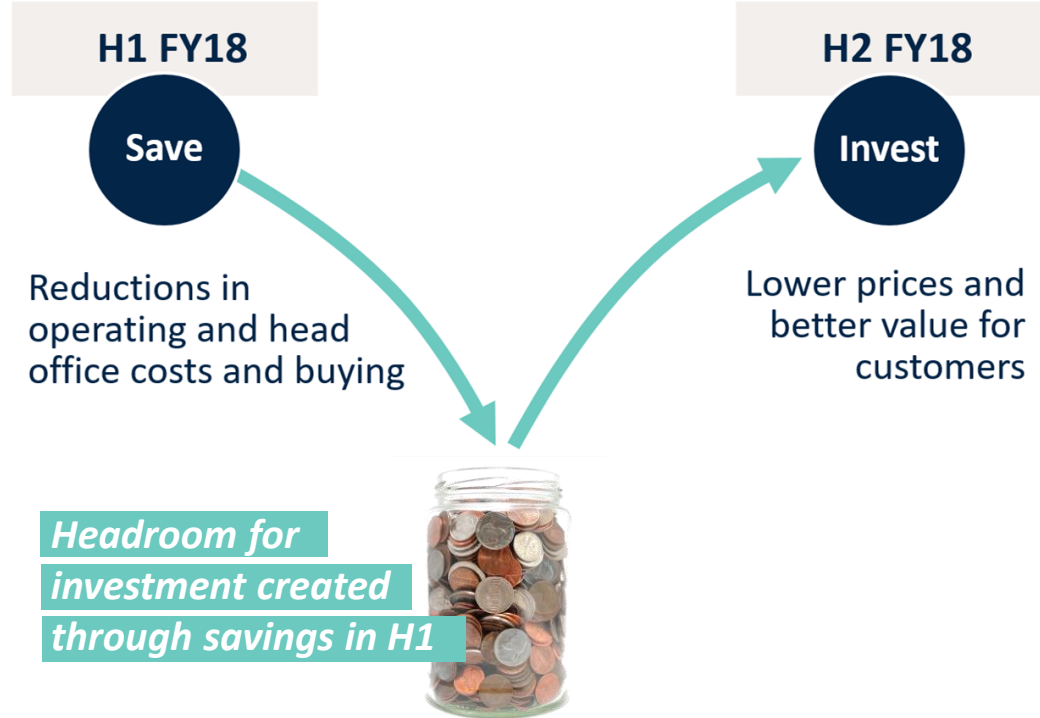 H1 FY18
Save
Reductions in
operating and head
office costs and buying
H2 FY18
Invest
Lower prices and
better value for
customers
Headroom for
investment created
through savings in H1